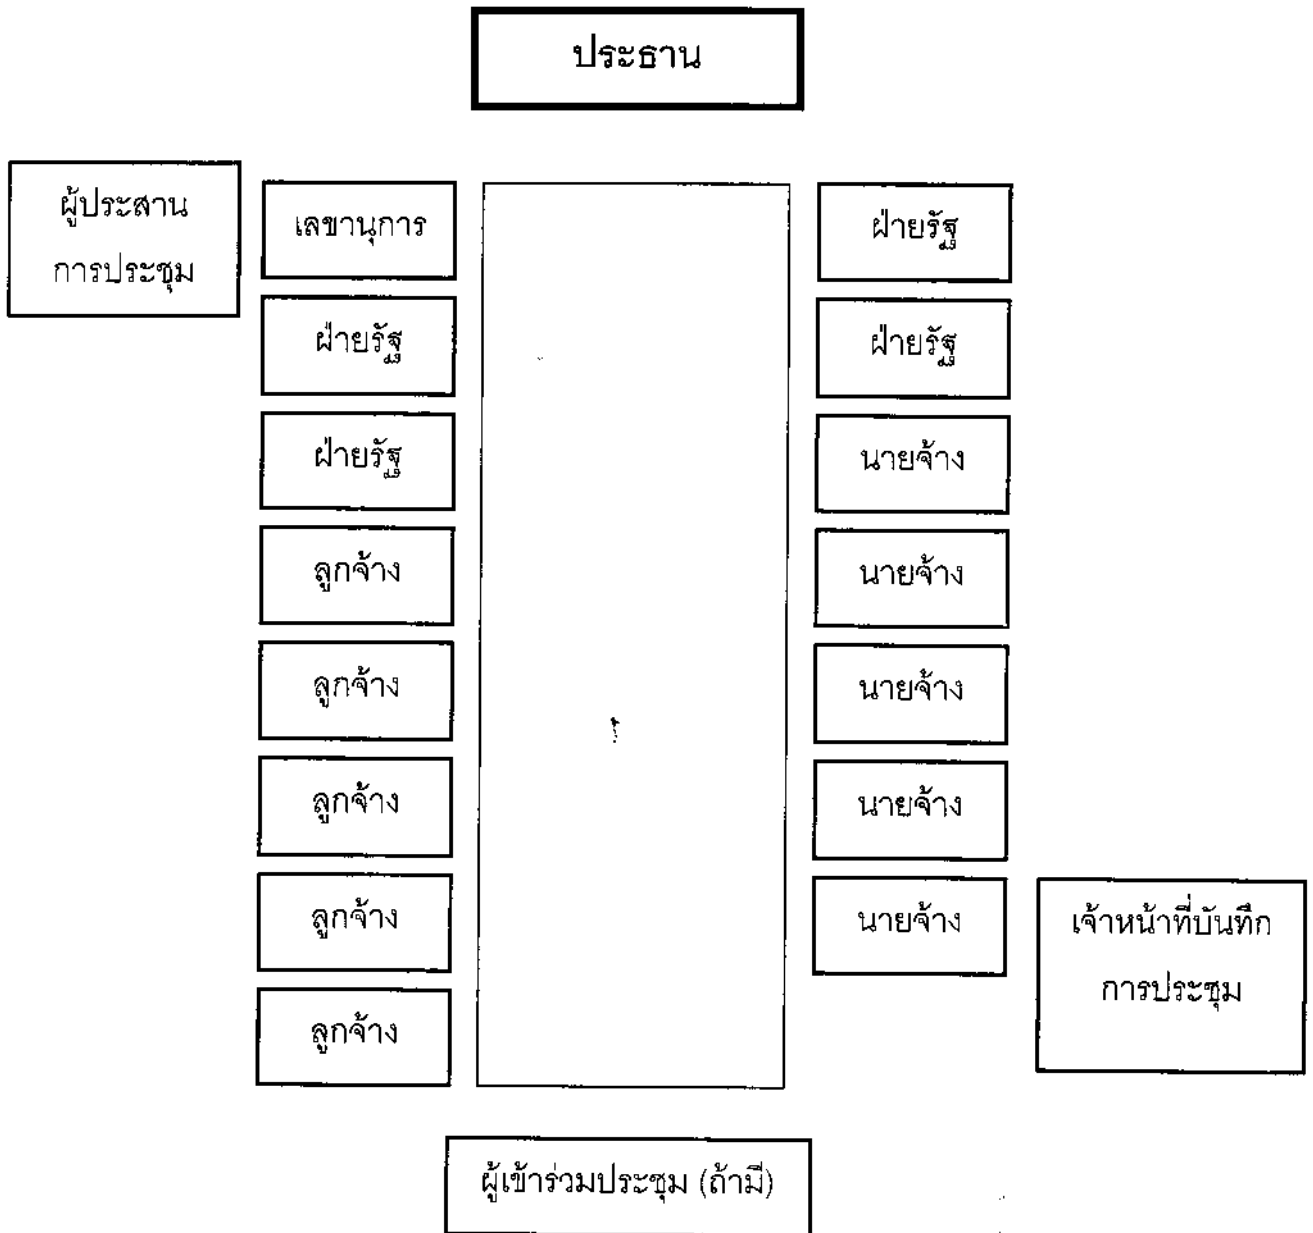 ประธาน
ผู้ประสาน
การประชุม
เลขานุการ
ฝ่ายรัฐ
ฝ่ายรัฐ
ลูกจ้าง
ลูกจ้าง
ลูกจ้าง
ลูกจ้าง
ลูกจ้าง
ฝ่ายรัฐ
ฝ่ายรัฐ
นายจ้าง
นายจ้าง
นายจ้าง
นายจ้าง
นายจ้าง
เจ้าหน้าที่บันทึก
การประชุม
ผู้เข้าร่วมประชุม (ถ้ามี)